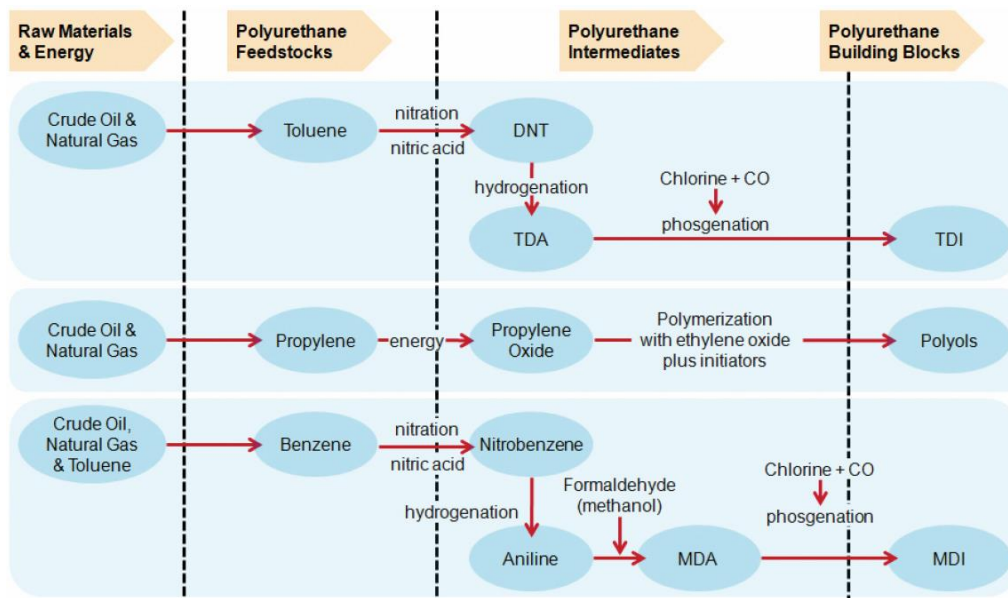 Raw Materials
& Energy
Polyurethane
Feedstocks
Polyurethane
Intermediates
Polyurethane
Building Blocks
Crude Oil &
Natural Gas
Toluene
nitration
nitric acid
DNT
hydrogenation
Chlorine + CO
TDA
phosgenation
TDI
Crude Oil &
Natural Gas
Propylene
energy
Propylene
Oxide
Polymerization
with ethylene oxide
plus initiators
Polyols
Crude Oil,
Natural Gas
& Toluene
Benzene
nitration
nitric acid
Nitrobenzene
hydrogenation
Formaldehyde
(methanol)
Chlorine + CO
phosgenation
Aniline
MDA
MDI